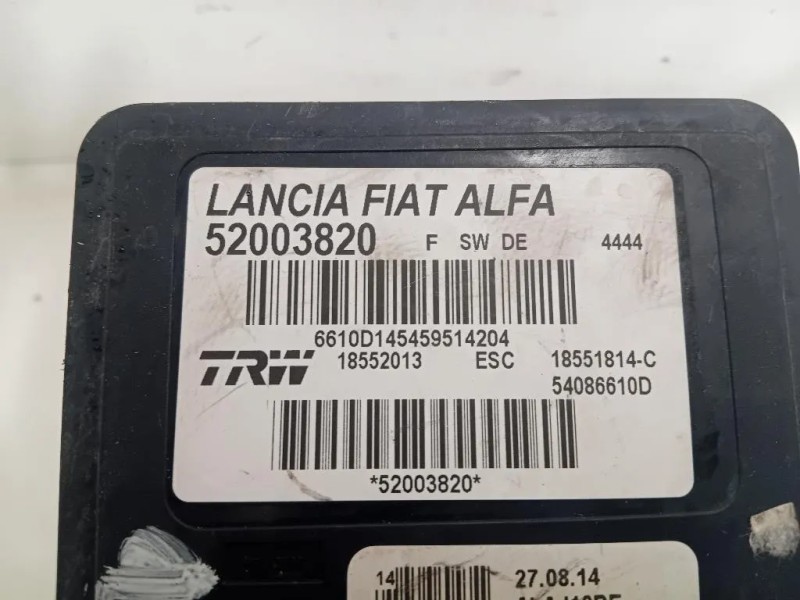 LANCIA FIAT ALFA
52003820 F SW DE 4444
6610D145459514204
TRW 18552013 ESC 18551814-C
54086610D
*52003820*
14 27.08.14